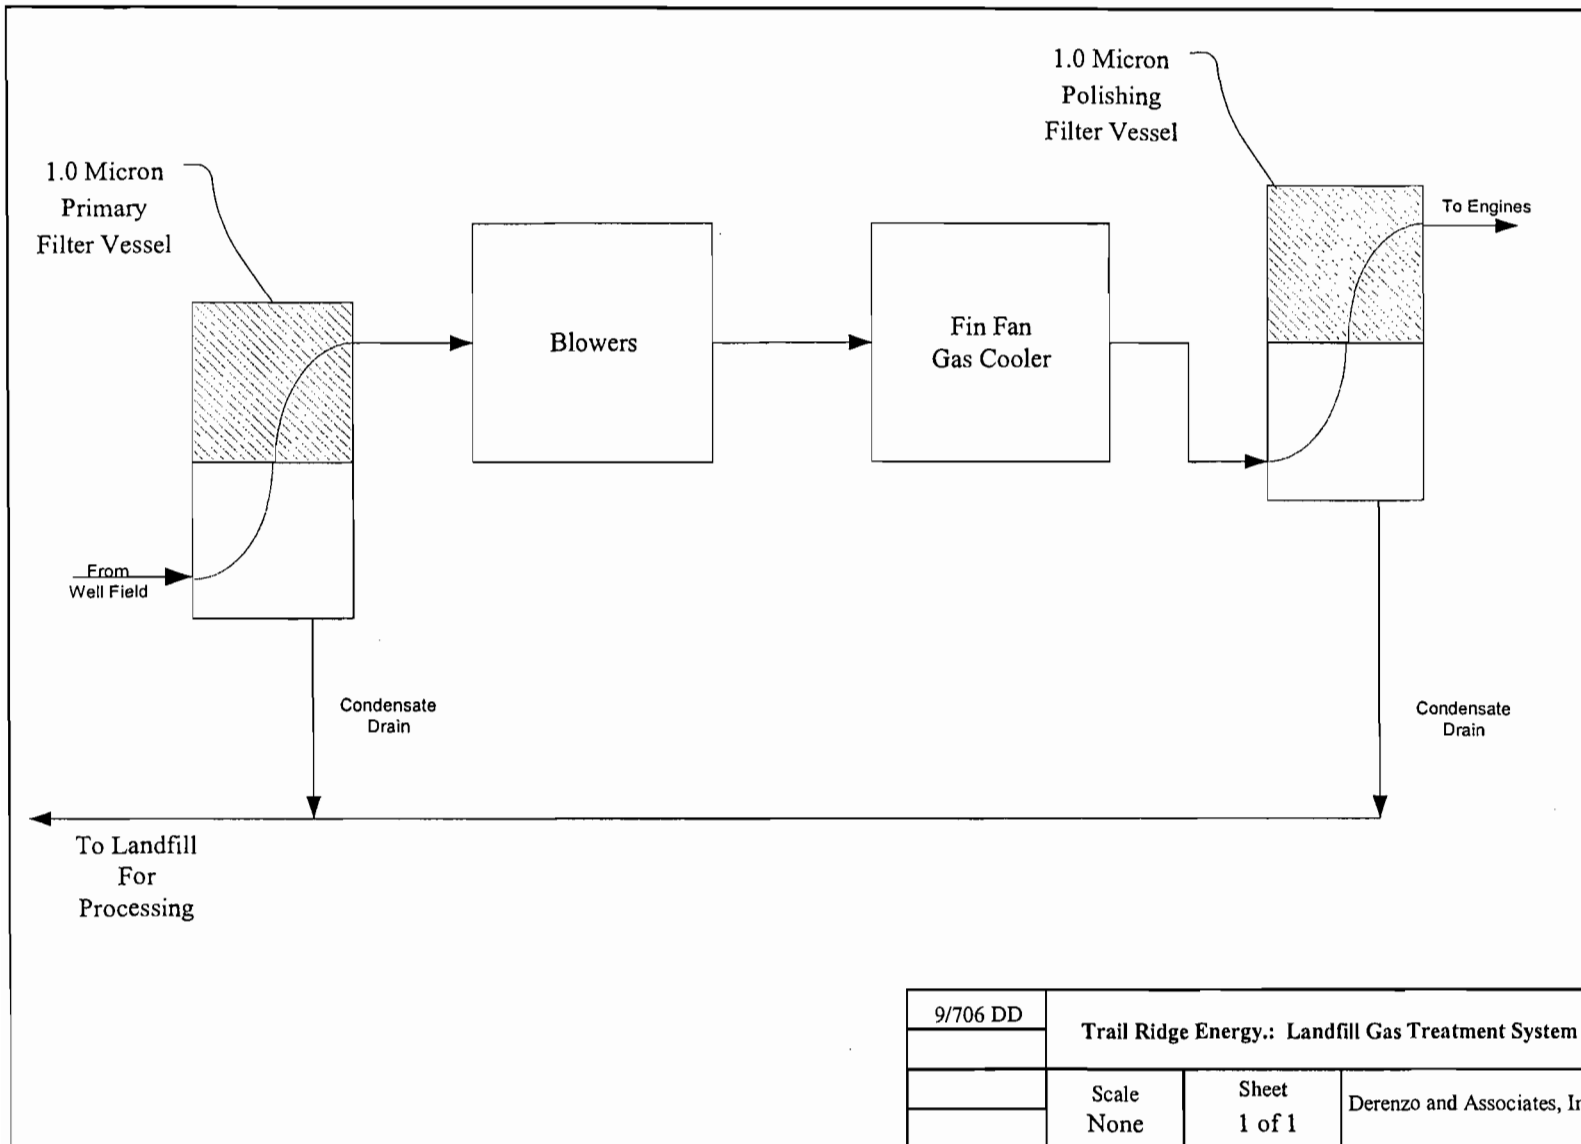 1.0 Micron
Polishing
Filter Vessel
1.0 Micron
Primary
Filter Vessel
To Engines
Blowers
Fin Fan
Gas Cooler
From
Well Field
Condensate
Drain
Condensate
Drain
To Landfill
For
Processing
9/706 DD
Trail Ridge Energy.: Landfill Gas Treatment System
Scale
None
Sheet
1 of 1
Derenzo and Associates, In